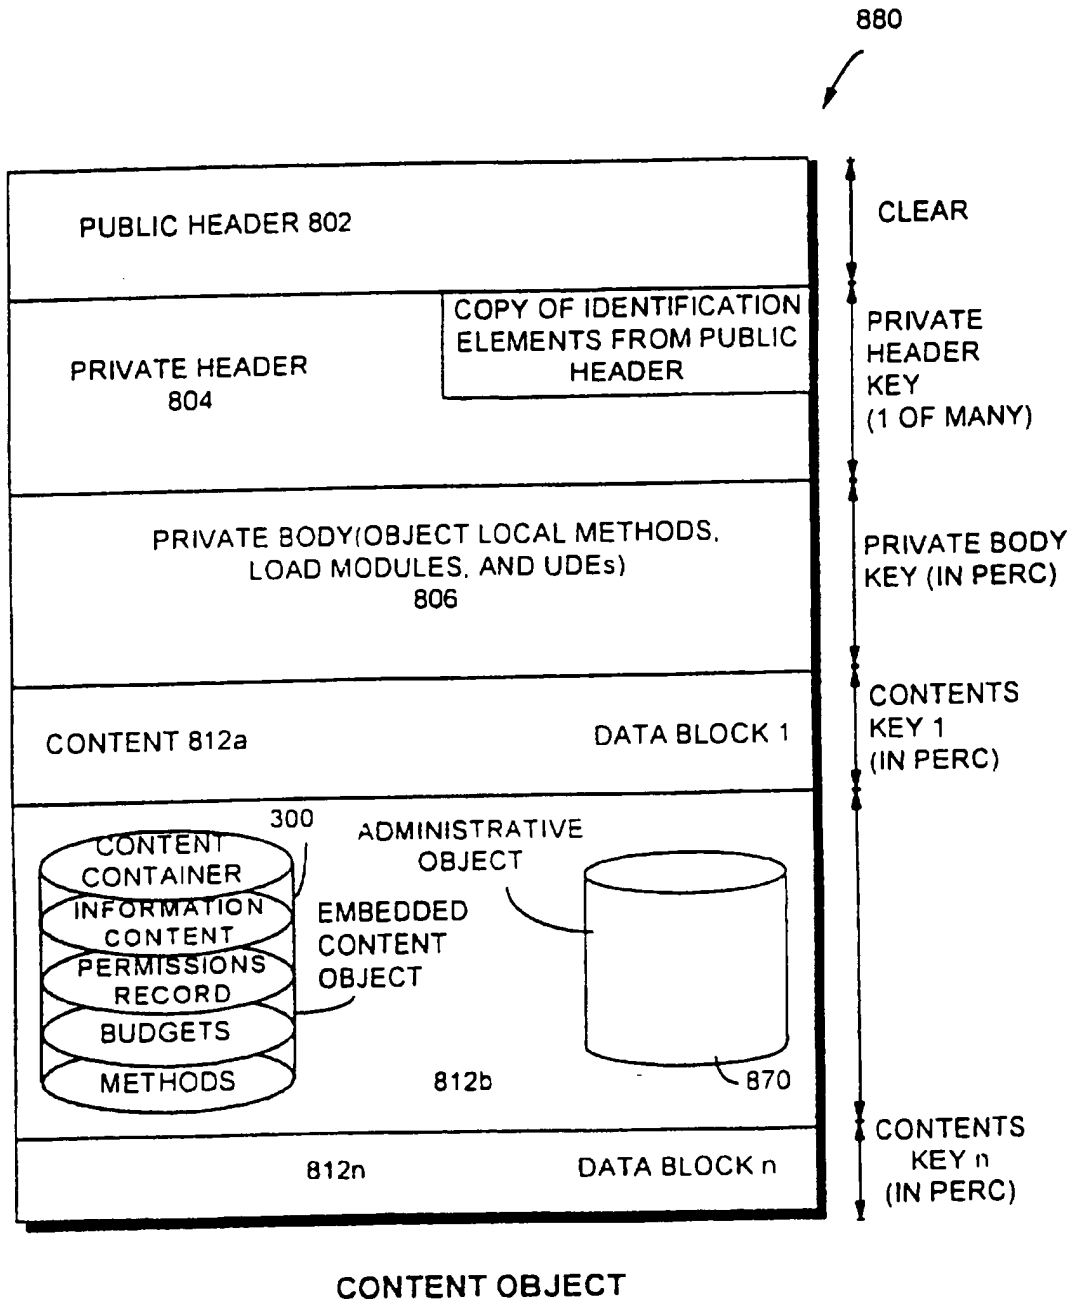 880
PUBLIC HEADER 802
CLEAR
COPY OF IDENTIFICATION
ELEMENTS FROM PUBLIC
HEADER
PRIVATE HEADER
804
PRIVATE
HEADER
KEY
(1 OF MANY)
PRIVATE BODY(OBJECT LOCAL METHODS,
LOAD MODULES, AND UDEs)
806
PRIVATE BODY
KEY (IN PERC)
CONTENT 812a
DATA BLOCK 1
CONTENTS
KEY 1
(IN PERC)
300
CONTENT
CONTAINER
INFORMATION
CONTENT
PERMISSIONS
RECORD
BUDGETS
METHODS
EMBEDDED
CONTENT
OBJECT
ADMINISTRATIVE
OBJECT
812b
870
812n
DATA BLOCK n
CONTENTS
KEY n
(IN PERC)
CONTENT OBJECT